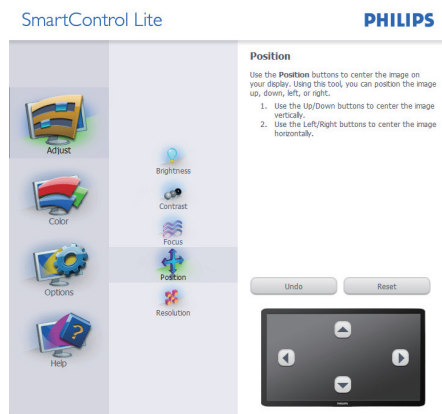 SmartControl Lite
PHILIPS
Adjust
Color
Options
Help
Brightness
Contrast
Focus
Position
Resolution
Position
Use the Position buttons to center the image on
your display. Using this tool, you can position the image
up, down, left, or right.
1. Use the Up/Down buttons to center the image
vertically.
2. Use the Left/Right buttons to center the image
horizontally.
Undo
Reset
PHILIPS